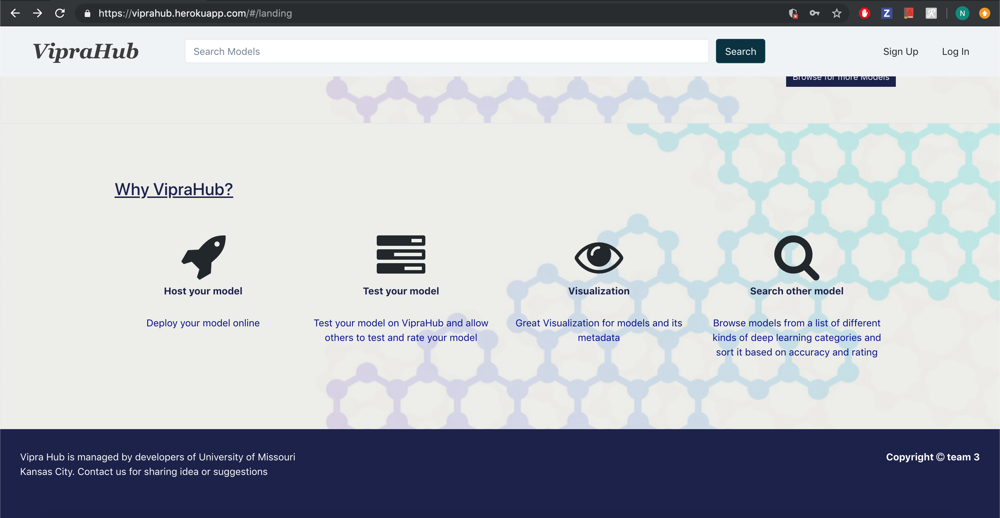 https://viprahub.herokuapp.com/#/landing
N
VipraHub
Search Models
Search
Sign Up
Log In
Browse for more Models
Why VipraHub?
Host your model
Deploy your model online
Test your model
Test your model on VipraHub and allow
others to test and rate your model
Visualization
Great Visualization for models and its
metadata
Search other model
Browse models from a list of different
kinds of deep learning categories and
sort it based on accuracy and rating
Vipra Hub is managed by developers of University of Missouri
Kansas City. Contact us for sharing idea or suggestions
Copyright © team 3